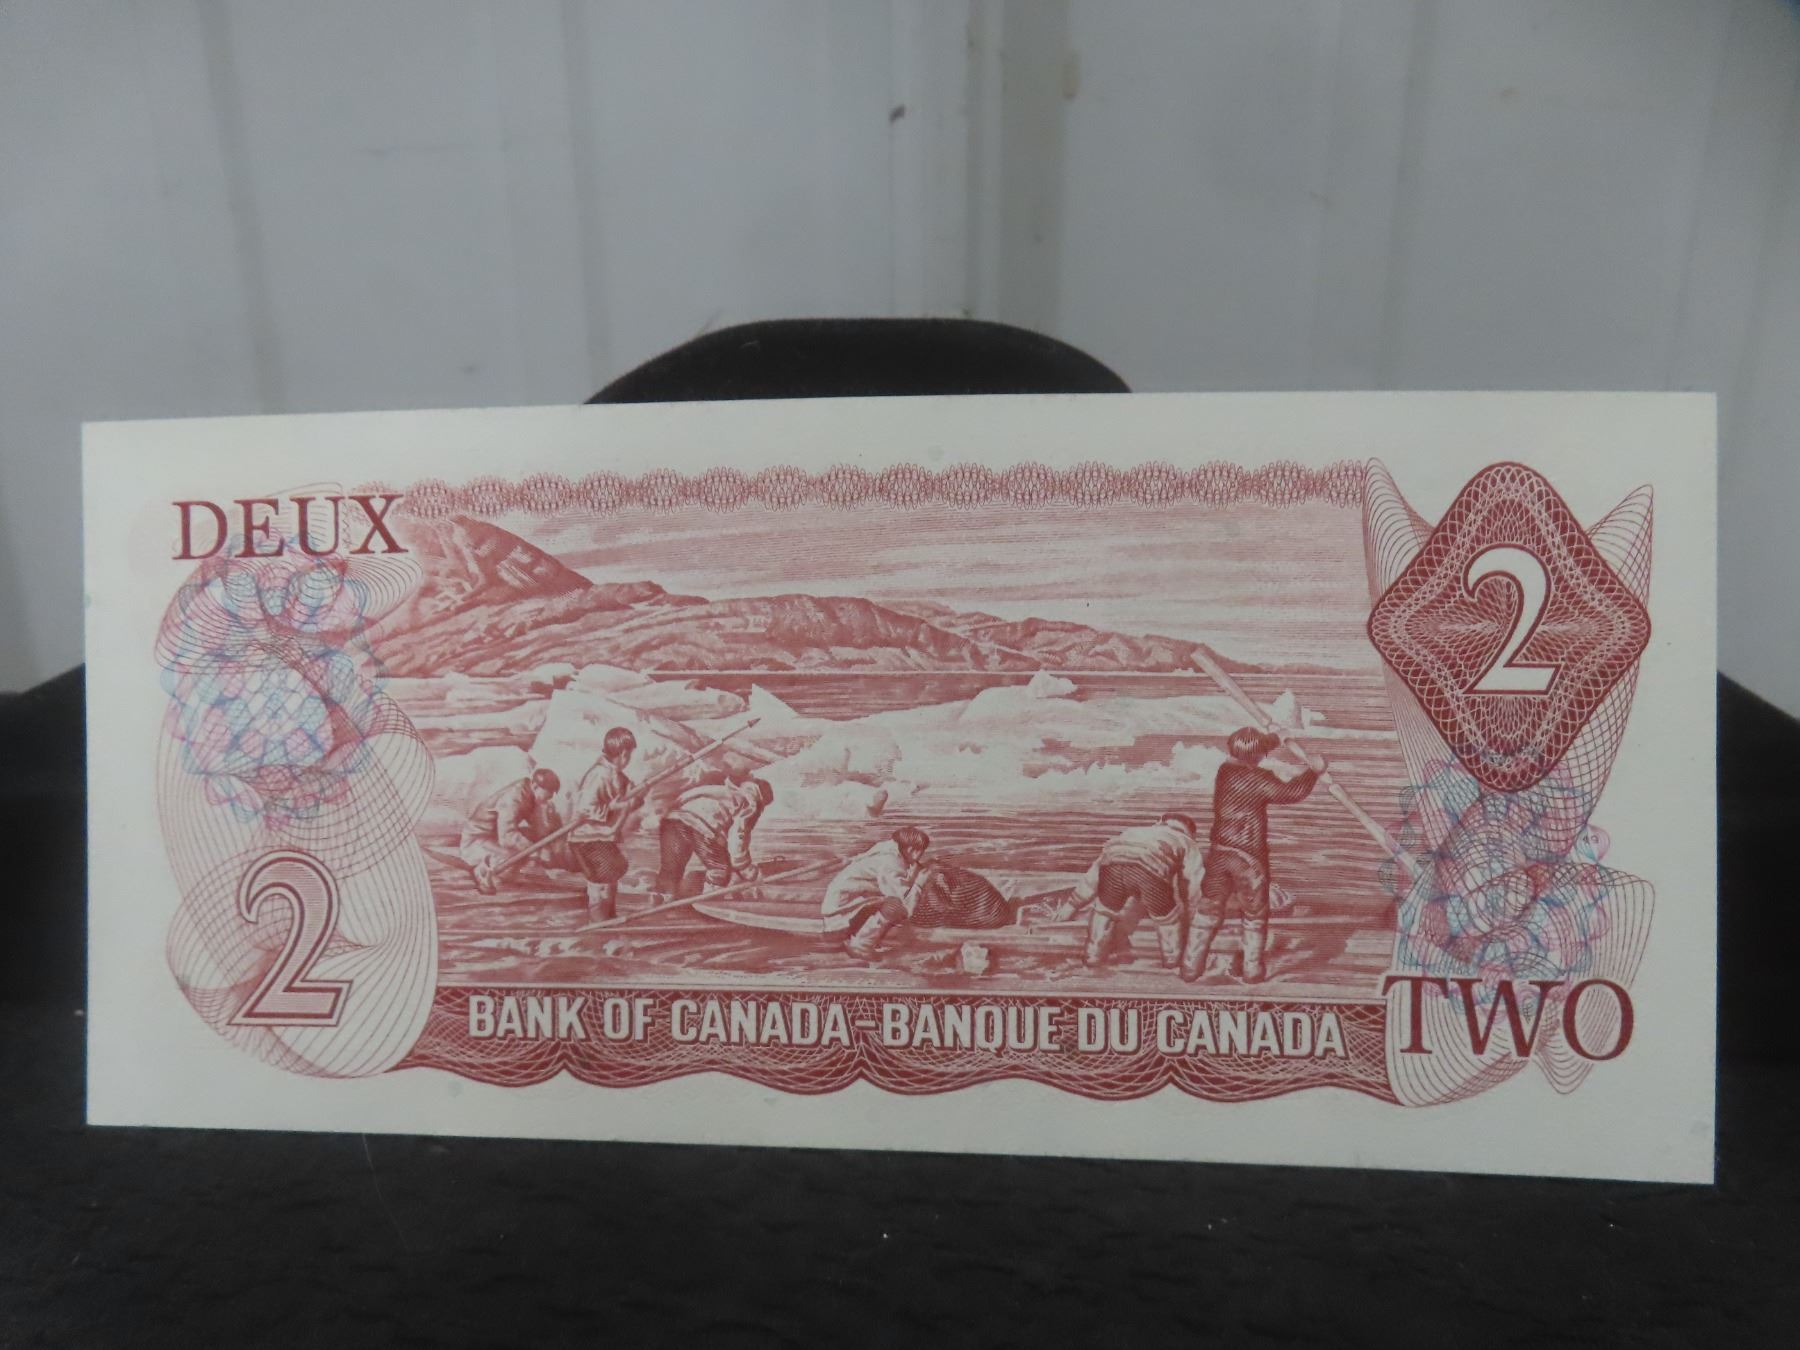 DEUX
2
2
BANK OF CANADA-BANQUE DU CANADA
TWO